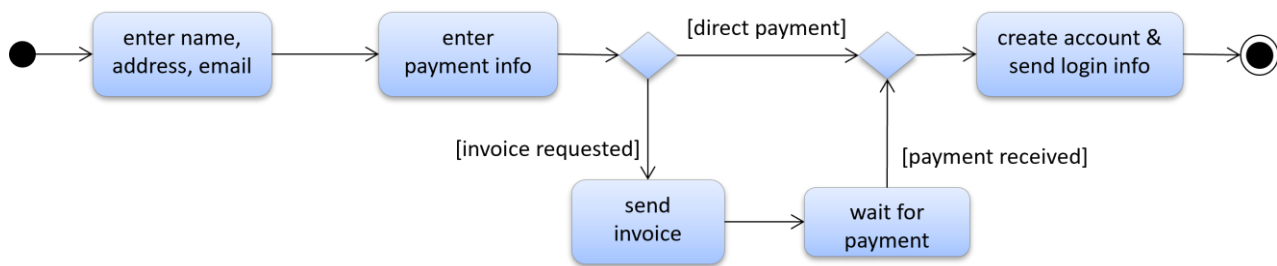 enter name,
address, email
enter
payment info
[direct payment]
create account &
send login info
[invoice requested]
[payment received]
send
invoice
wait for
payment